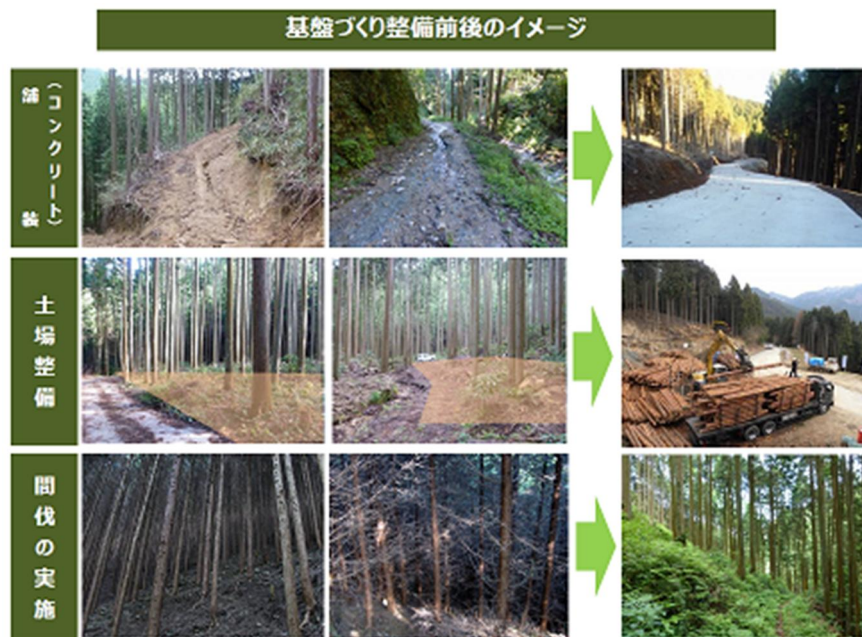 基盤づくり整備前後のイメージ
舗装
(コンクリート)
土場整備
間伐の実施